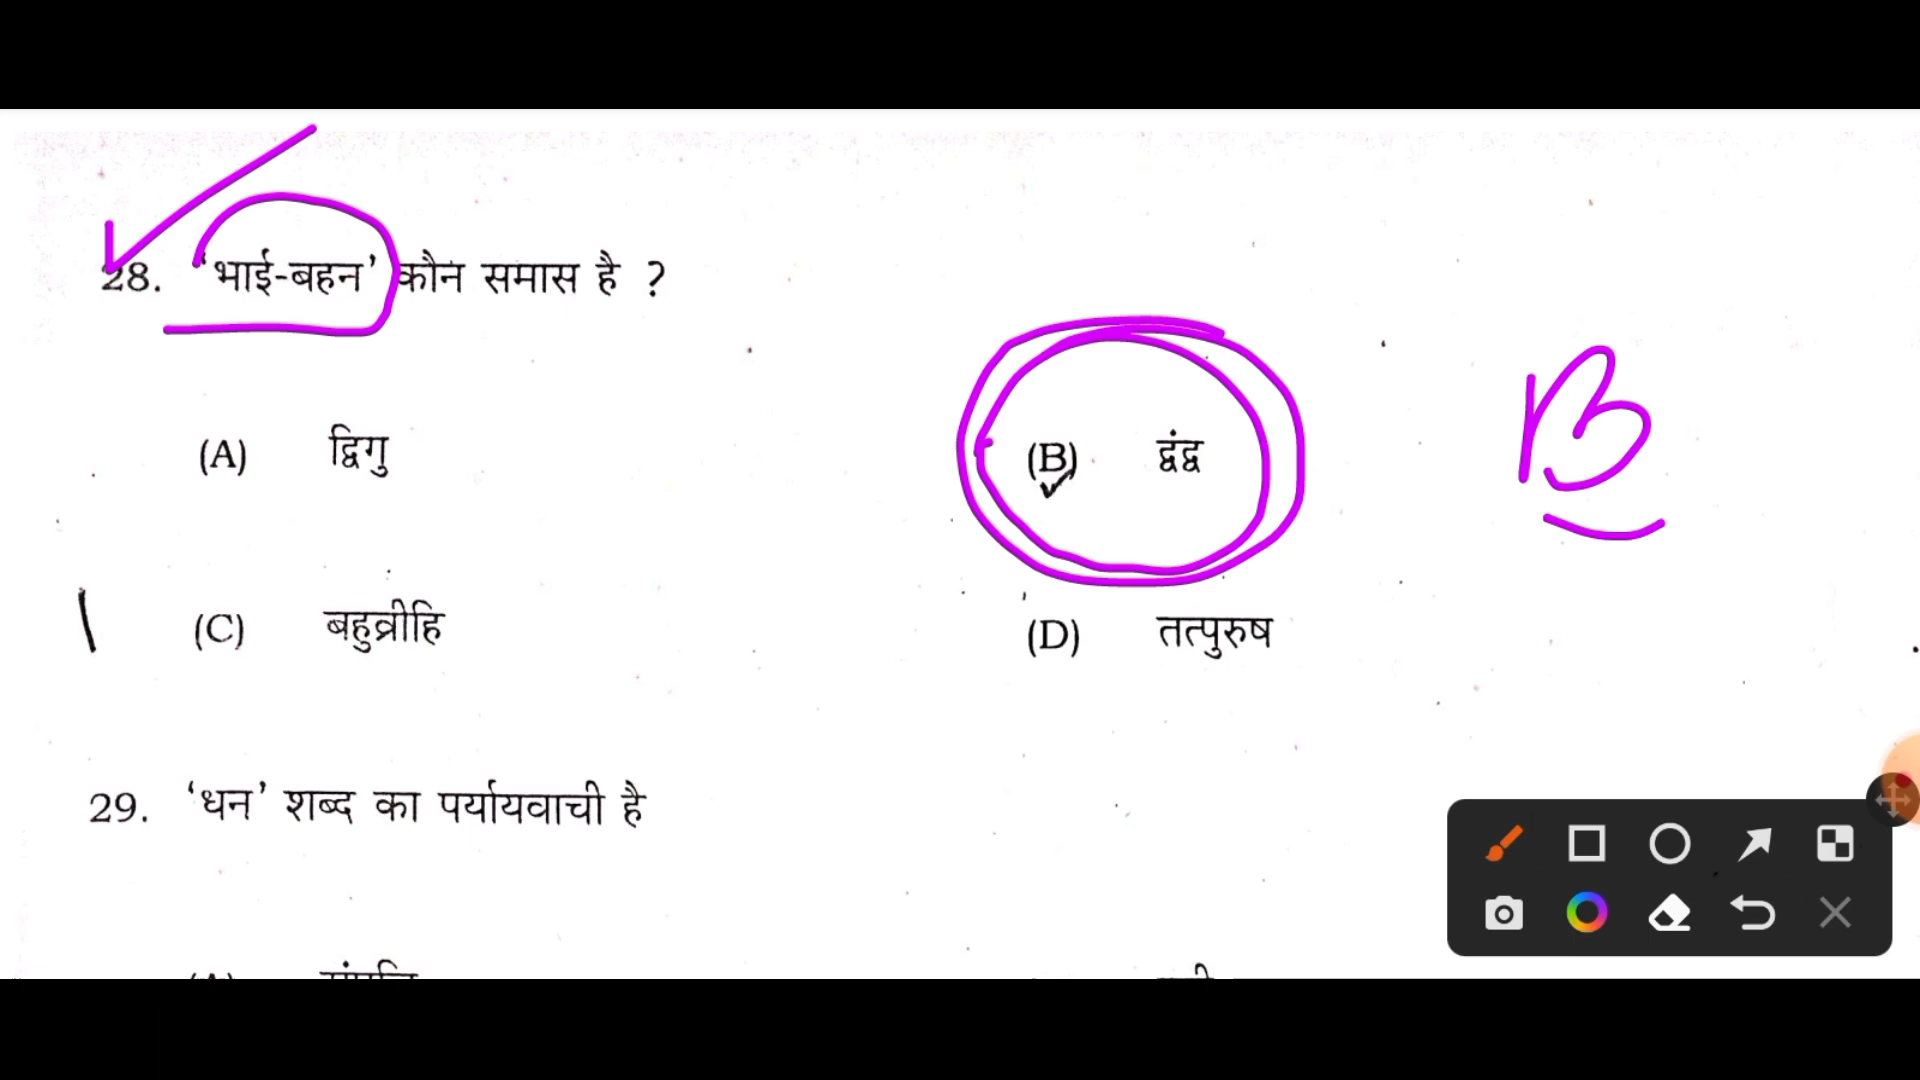 28. 'भाई-बहन' कौन समास है ?
(A) द्विगु (B) द्वंद्व B
(C) बहुव्रीहि (D) तत्पुरुष
29. 'धन' शब्द का पर्यायवाची है